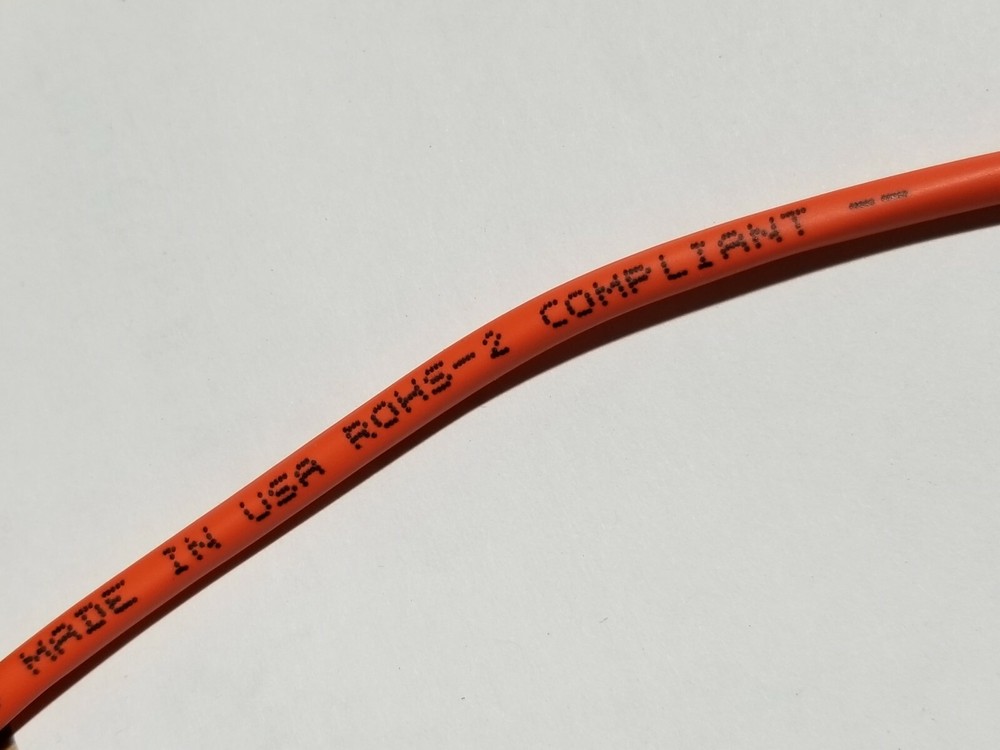 MADE IN USA ROHS-2 COMPLIANT